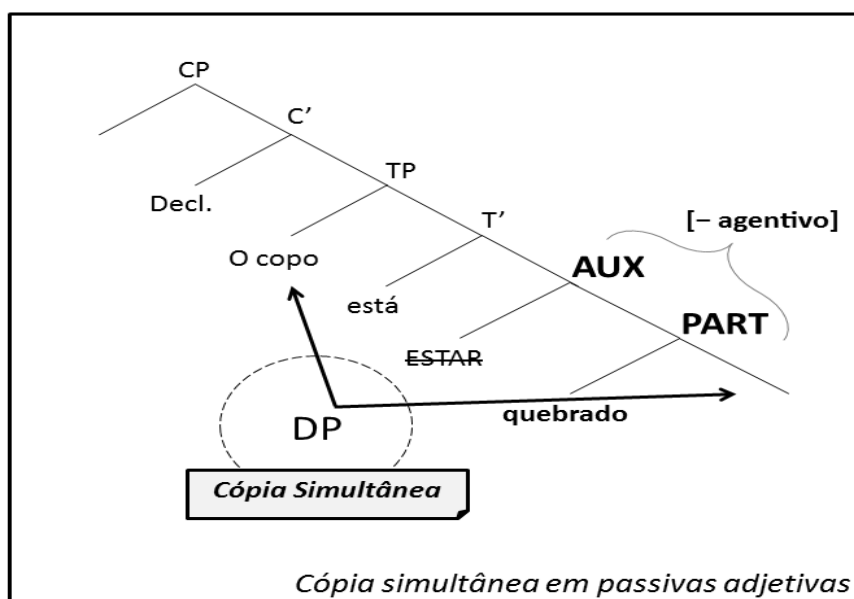 CP
C’
TP
Decl.
T’
[– agentivo]
O copo
AUX
está
PART
ESTAR
quebrado
DP
Cópia Simultânea
Cópia simultânea em passivas adjetivas